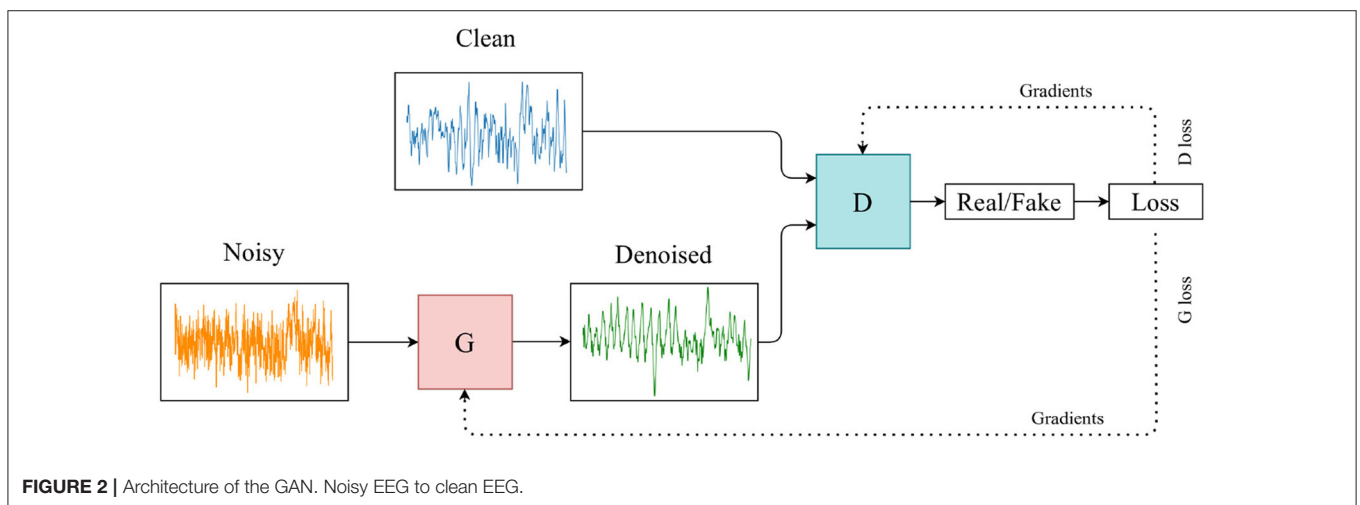 Clean
Gradients
D loss
D
Real/Fake
Loss
Noisy
Denoised
G
G loss
Gradients
FIGURE 2 | Architecture of the GAN. Noisy EEG to clean EEG.